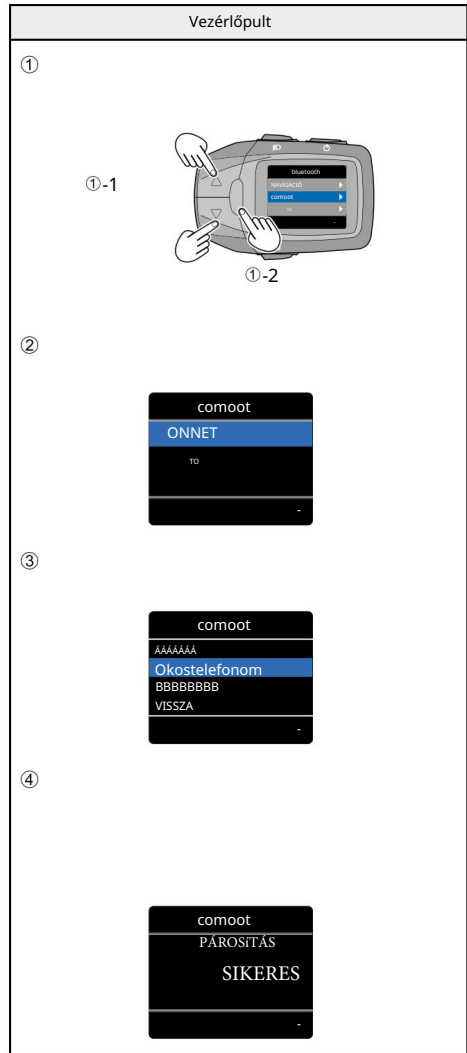 Vezérlőpult
①
①-1
bluetooth
NAVIGÁCIÓ
comoot
TO
-
①-2
②
comoot
ONNET
TO
-
③
comoot
ÁÁÁÁÁÁÁ
Okostelefonom
BBBBBBBB
VISSZA
-
④
comoot
PÁROSíTÁS
SIKERES
-